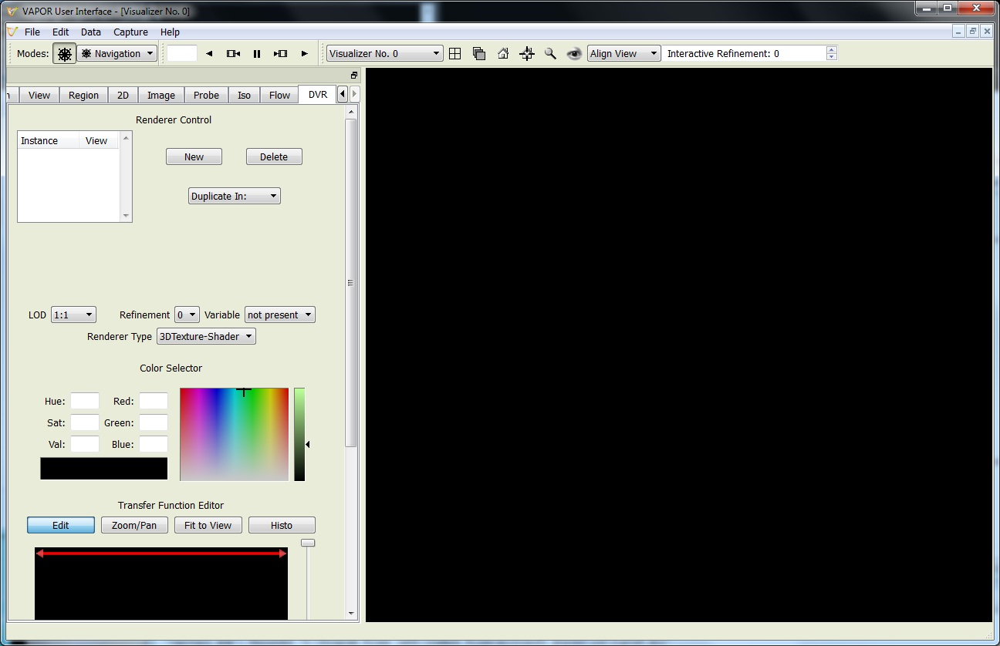 VAPOR User Interface - [Visualizer No. 0]
File Edit Data Capture Help
Modes: Navigation Visualizer No. 0 Align View Interactive Refinement: 0
View Region 2D Image Probe Iso Flow DVR
Renderer Control
Instance View
New Delete
Duplicate In:
LOD 1:1 Refinement 0 Variable not present
Renderer Type 3DTexture-Shader
Color Selector
Hue: Red:
Sat: Green:
Val: Blue:
Transfer Function Editor
Edit Zoom/Pan Fit to View Histo